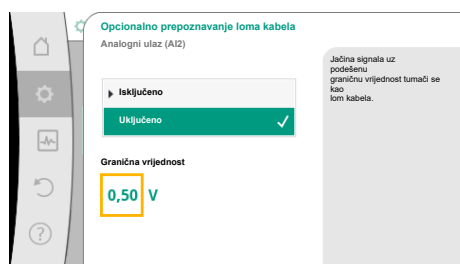 Opcionalno prepoznavanje loma kabela
Analogni ulaz (AI2)
Isključeno
Uključeno
Granična vrijednost
0,50 V
Jačina signala uz
podešenu
graničnu vrijednost tumači se
kao
lom kabela.
?